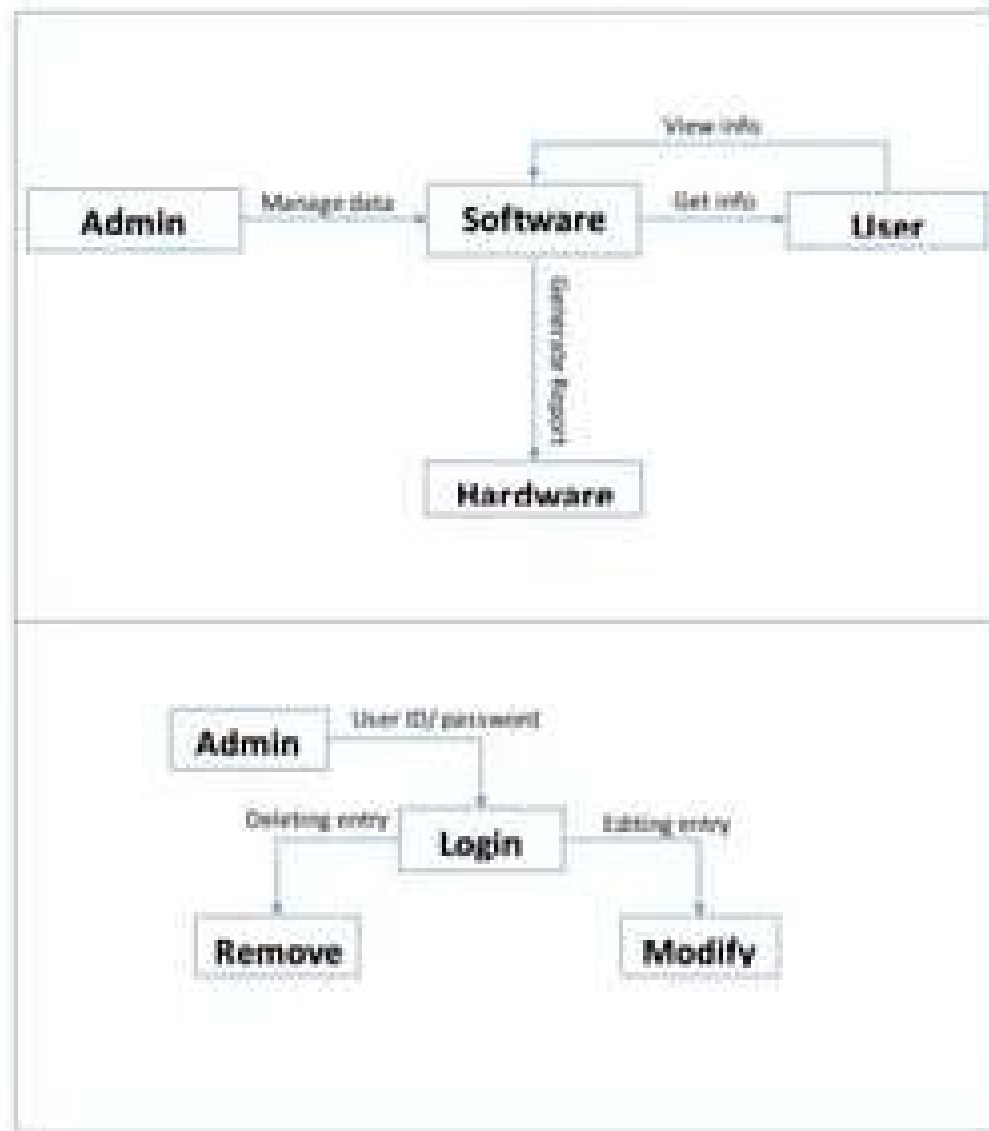 View info
Admin
Manage data
Software
Get info
User
Generate Report
Hardware
Admin
User ID/ password
Deleting entry
Login
Editing entry
Remove
Modify